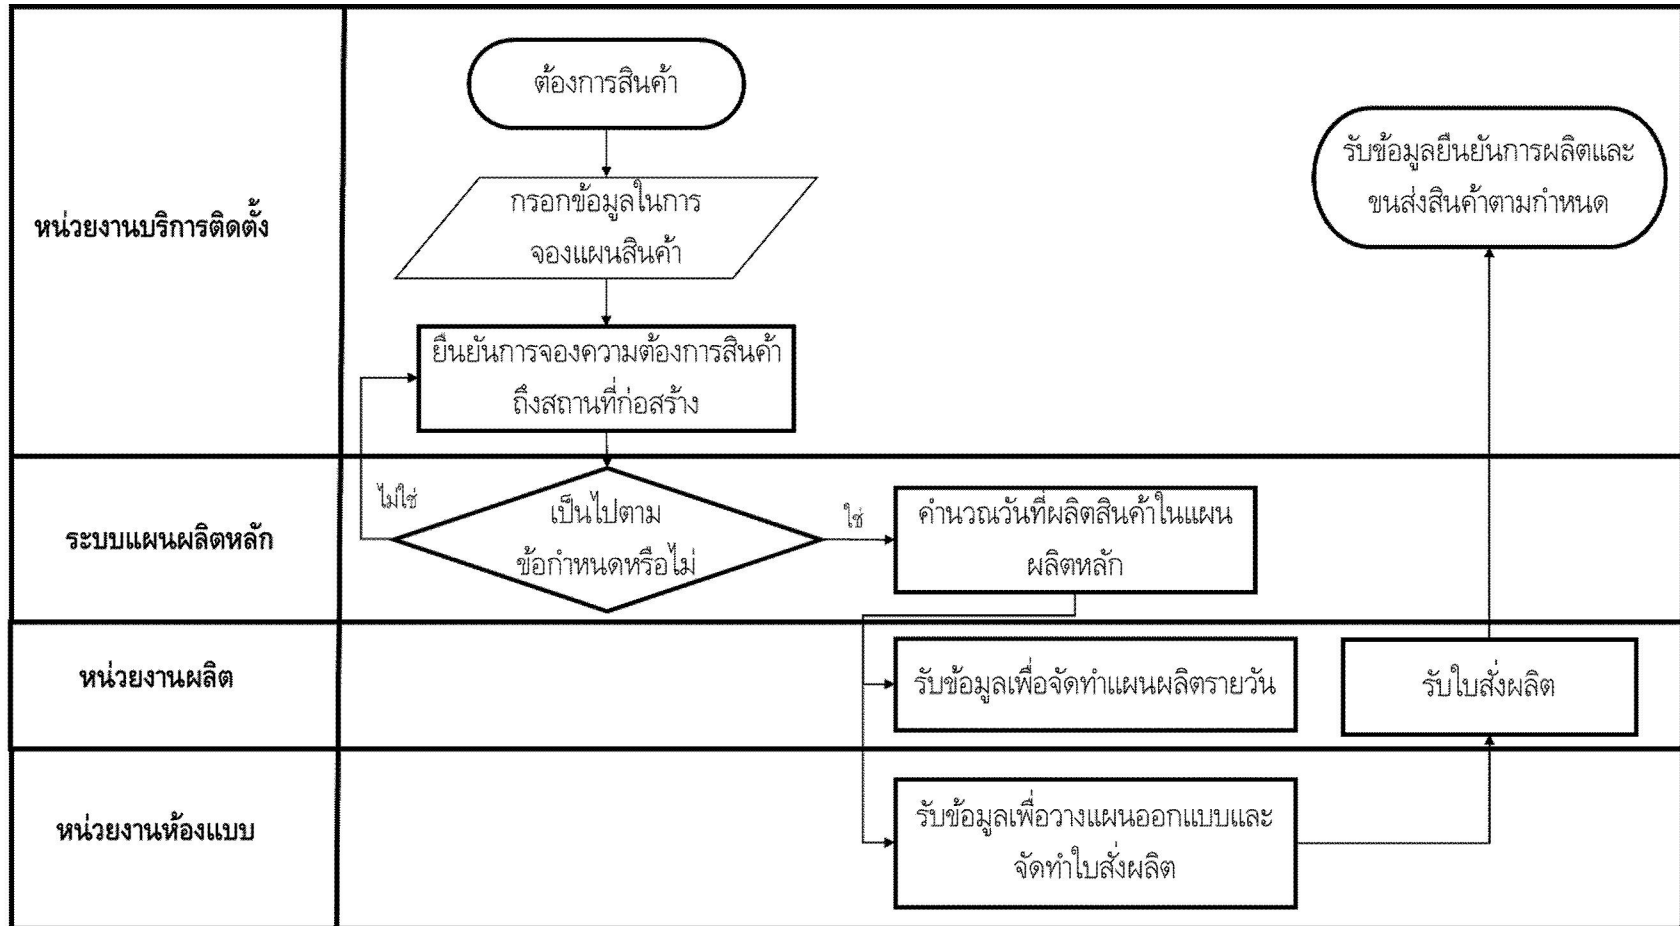 หน่วยงานบริการติดตั้ง
ต้องการสินค้า
กรอกข้อมูลในการ
จองแผนสินค้า
ยืนยันการจองความต้องการสินค้า
ถึงสถานที่ก่อสร้าง
รับข้อมูลยืนยันการผลิตและ
ขนส่งสินค้าตามกำหนด
ระบบแผนผลิตหลัก
ไม่ใช่
เป็นไปตาม
ข้อกำหนดหรือไม่
ใช่
คำนวณวันที่ผลิตสินค้าในแผน
ผลิตหลัก
หน่วยงานผลิต
รับข้อมูลเพื่อจัดทำแผนผลิตรายวัน
รับใบสั่งผลิต
หน่วยงานห้องแบบ
รับข้อมูลเพื่อวางแผนออกแบบและ
จัดทำใบสั่งผลิต